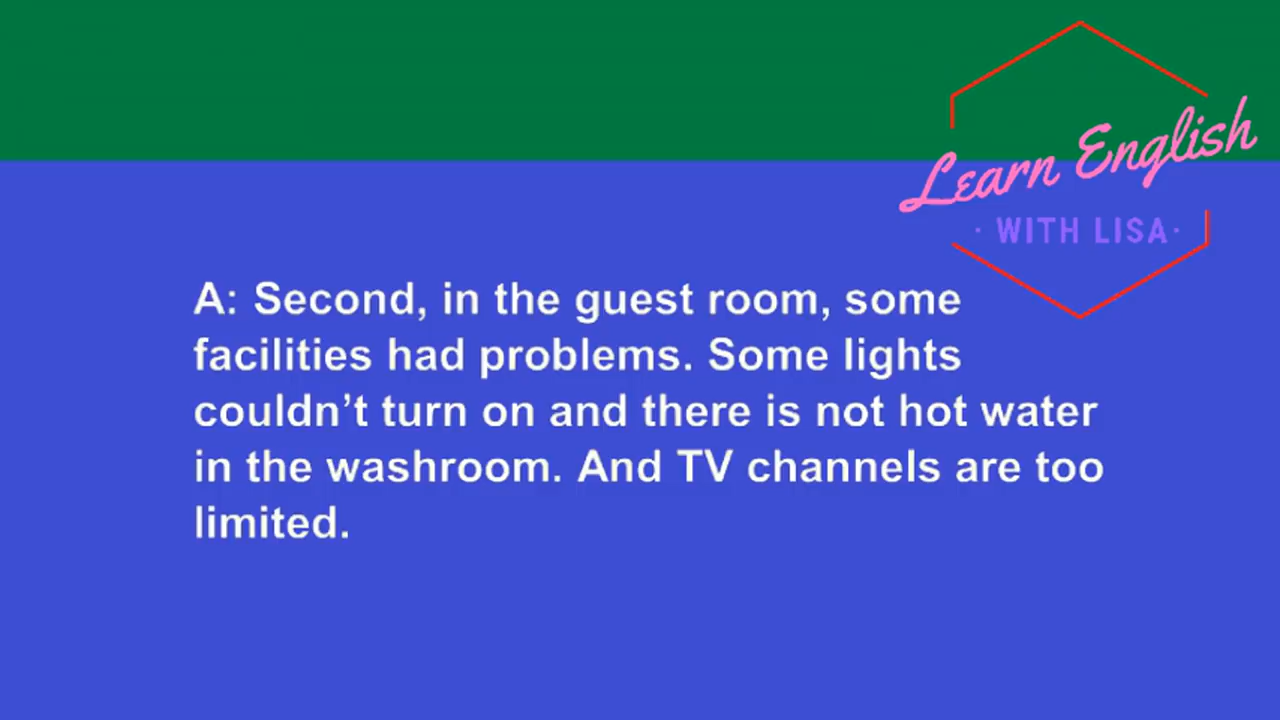 Learn English
· WITH LISA·
A: Second, in the guest room, some
facilities had problems. Some lights
couldn’t turn on and there is not hot water
in the washroom. And TV channels are too
limited.